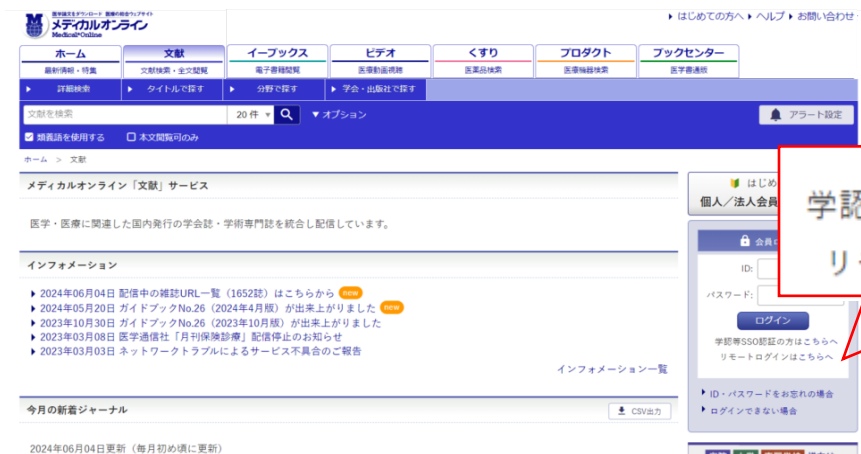 医学論文をダウンロード 医療の総合ウェブサイト
メディカルオンライン
Medical*Online
はじめての方へ ヘルプ お問い合わせ
ホーム 文献 イーブックス ビデオ くすり プロダクト ブックセンター
最新情報・特集 文献検索・全文閲覧 電子書籍閲覧 医療動画視聴 医薬品検索 医療機器検索 医学書通販
詳細検索 タイトルで探す 分野で探す 学会・出版社で探す
文献を検索 20 件 オプション アラート設定
類義語を使用する 本文閲覧可のみ
ホーム > 文献
メディカルオンライン「文献」サービス
医学・医療に関連した国内発行の学会誌・学術専門誌を統合し配信しています。
インフォメーション
2024年06月04日 配信中の雑誌URL一覧（1652誌）はこちらから new
2024年05月20日 ガイドブックNo.26（2024年4月版）が出来上がりました new
2023年10月30日 ガイドブックNo.26（2023年10月版）が出来上がりました
2023年03月08日 医学通信社「月刊保険診療」配信停止のお知らせ
2023年03月03日 ネットワークトラブルによるサービス不具合のご報告
インフォメーション一覧
今月の新着ジャーナル CSV出力
2024年06月04日更新（毎月初め頃に更新）
はじめ
個人／法人会員
学認
リ
会員
ID:
パスワード:
ログイン
学認等SSO認証の方はこちらへ
リモートログインはこちらへ
ID・パスワードをお忘れの場合
ログインできない場合